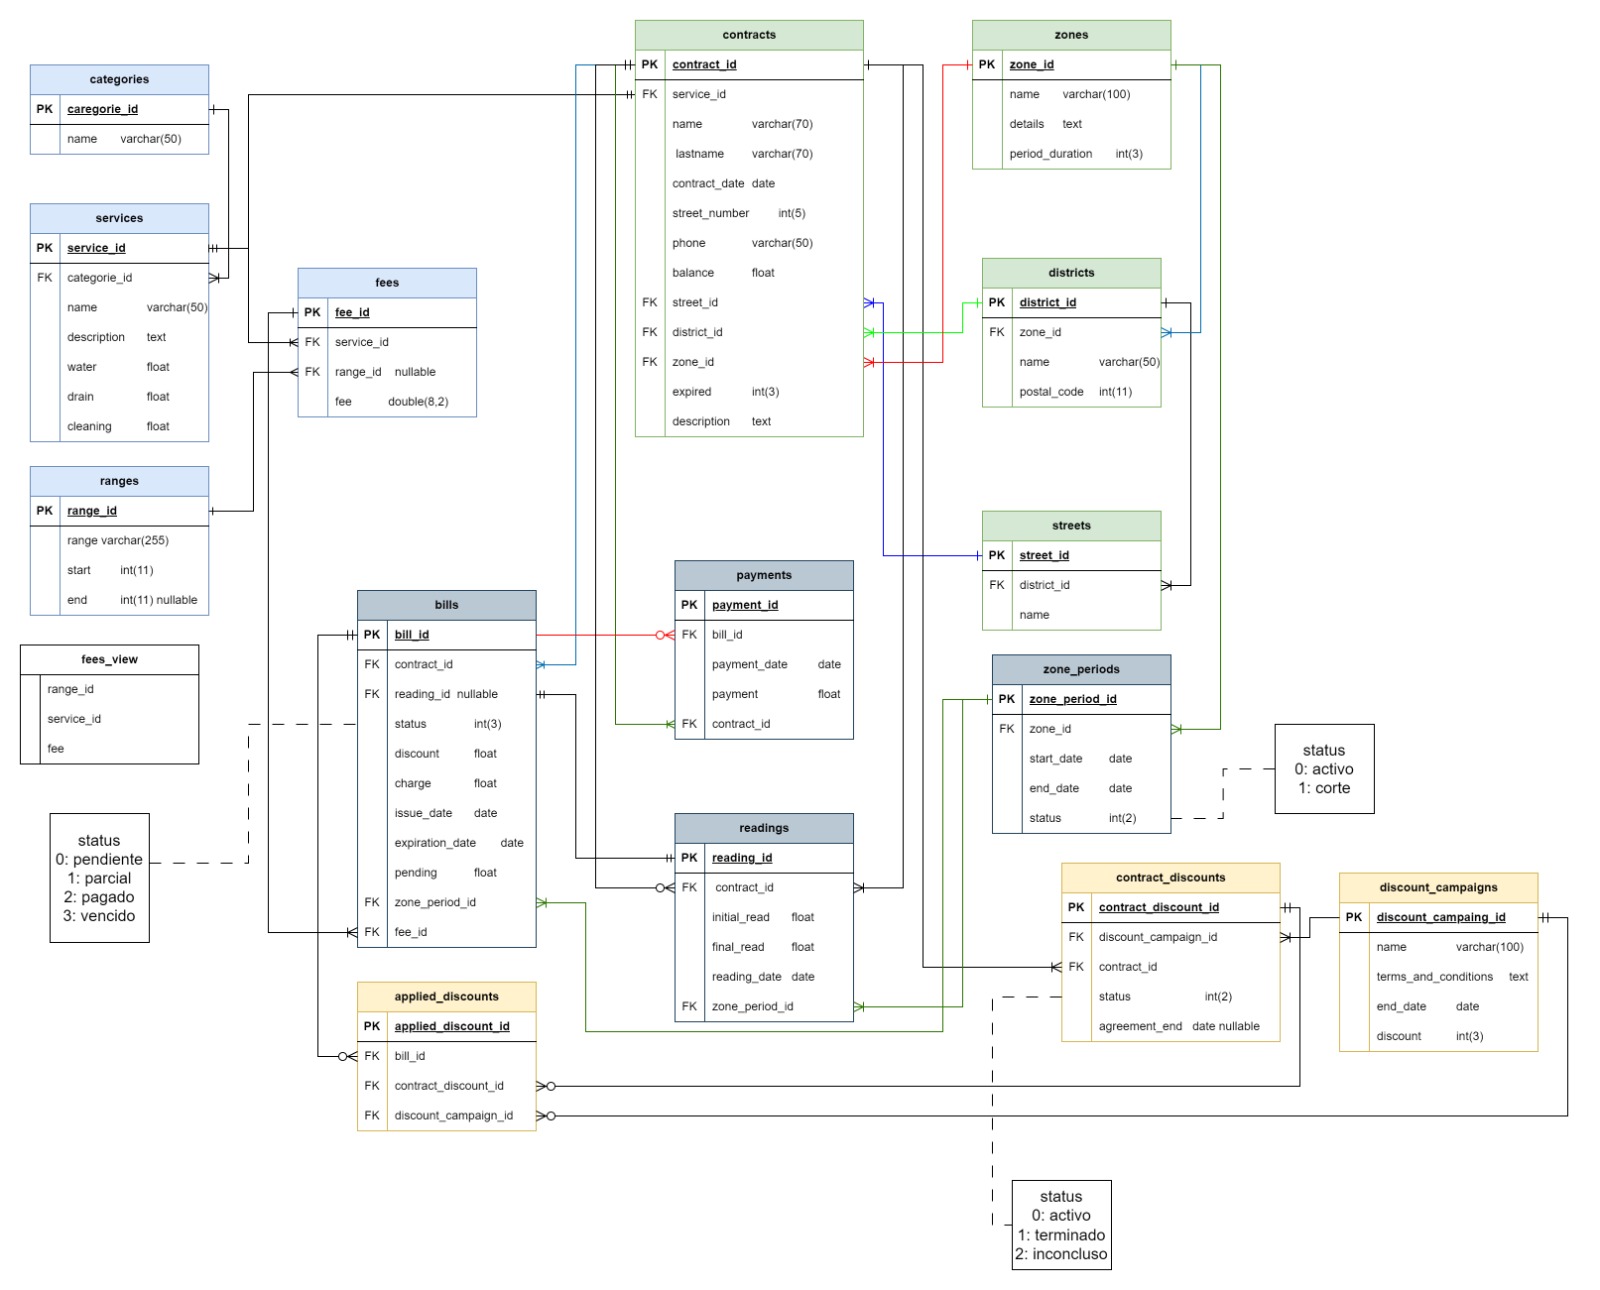 categories
PK caregorie_id
name varchar(50)
services
PK service_id
FK categorie_id
name varchar(50)
description text
water float
drain float
cleaning float
ranges
PK range_id
range varchar(255)
start int(11)
end int(11) nullable
fees_view
range_id
service_id
fee
status
0: pendiente
1: parcial
2: pagado
3: vencido
fees
PK fee_id
FK service_id
FK range_id nullable
fee double(8,2)
bills
PK bill_id
FK contract_id
FK reading_id nullable
status int(3)
discount float
charge float
issue_date date
expiration_date date
pending float
FK zone_period_id
FK fee_id
applied_discounts
PK applied_discount_id
FK bill_id
FK contract_discount_id
FK discount_campaign_id
contracts
PK contract_id
FK service_id
name varchar(70)
lastname varchar(70)
contract_date date
street_number int(5)
phone varchar(50)
balance float
FK street_id
FK district_id
FK zone_id
expired int(3)
description text
payments
PK payment_id
FK bill_id
payment_date date
payment float
FK contract_id
readings
PK reading_id
FK contract_id
initial_read float
final_read float
reading_date date
FK zone_period_id
zones
PK zone_id
name varchar(100)
details text
period_duration int(3)
districts
PK district_id
FK zone_id
name varchar(50)
postal_code int(11)
streets
PK street_id
FK district_id
name
zone_periods
PK zone_period_id
FK zone_id
start_date date
end_date date
status int(2)
status
0: activo
1: corte
contract_discounts
PK contract_discount_id
FK discount_campaign_id
FK contract_id
status int(2)
agreement_end date nullable
discount_campaigns
PK discount_campaing_id
name varchar(100)
terms_and_conditions text
end_date date
discount int(3)
status
0: activo
1: terminado
2: inconcluso